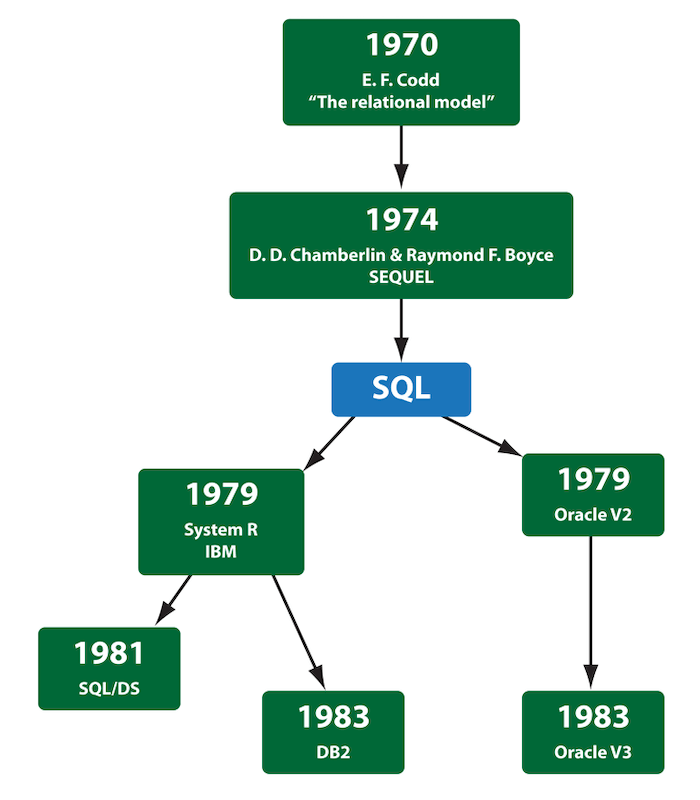 1970
E. F. Codd
“The relational model”
1974
D. D. Chamberlin & Raymond F. Boyce
SEQUEL
SQL
1979
System R
IBM
1979
Oracle V2
1981
SQL/DS
1983
DB2
1983
Oracle V3